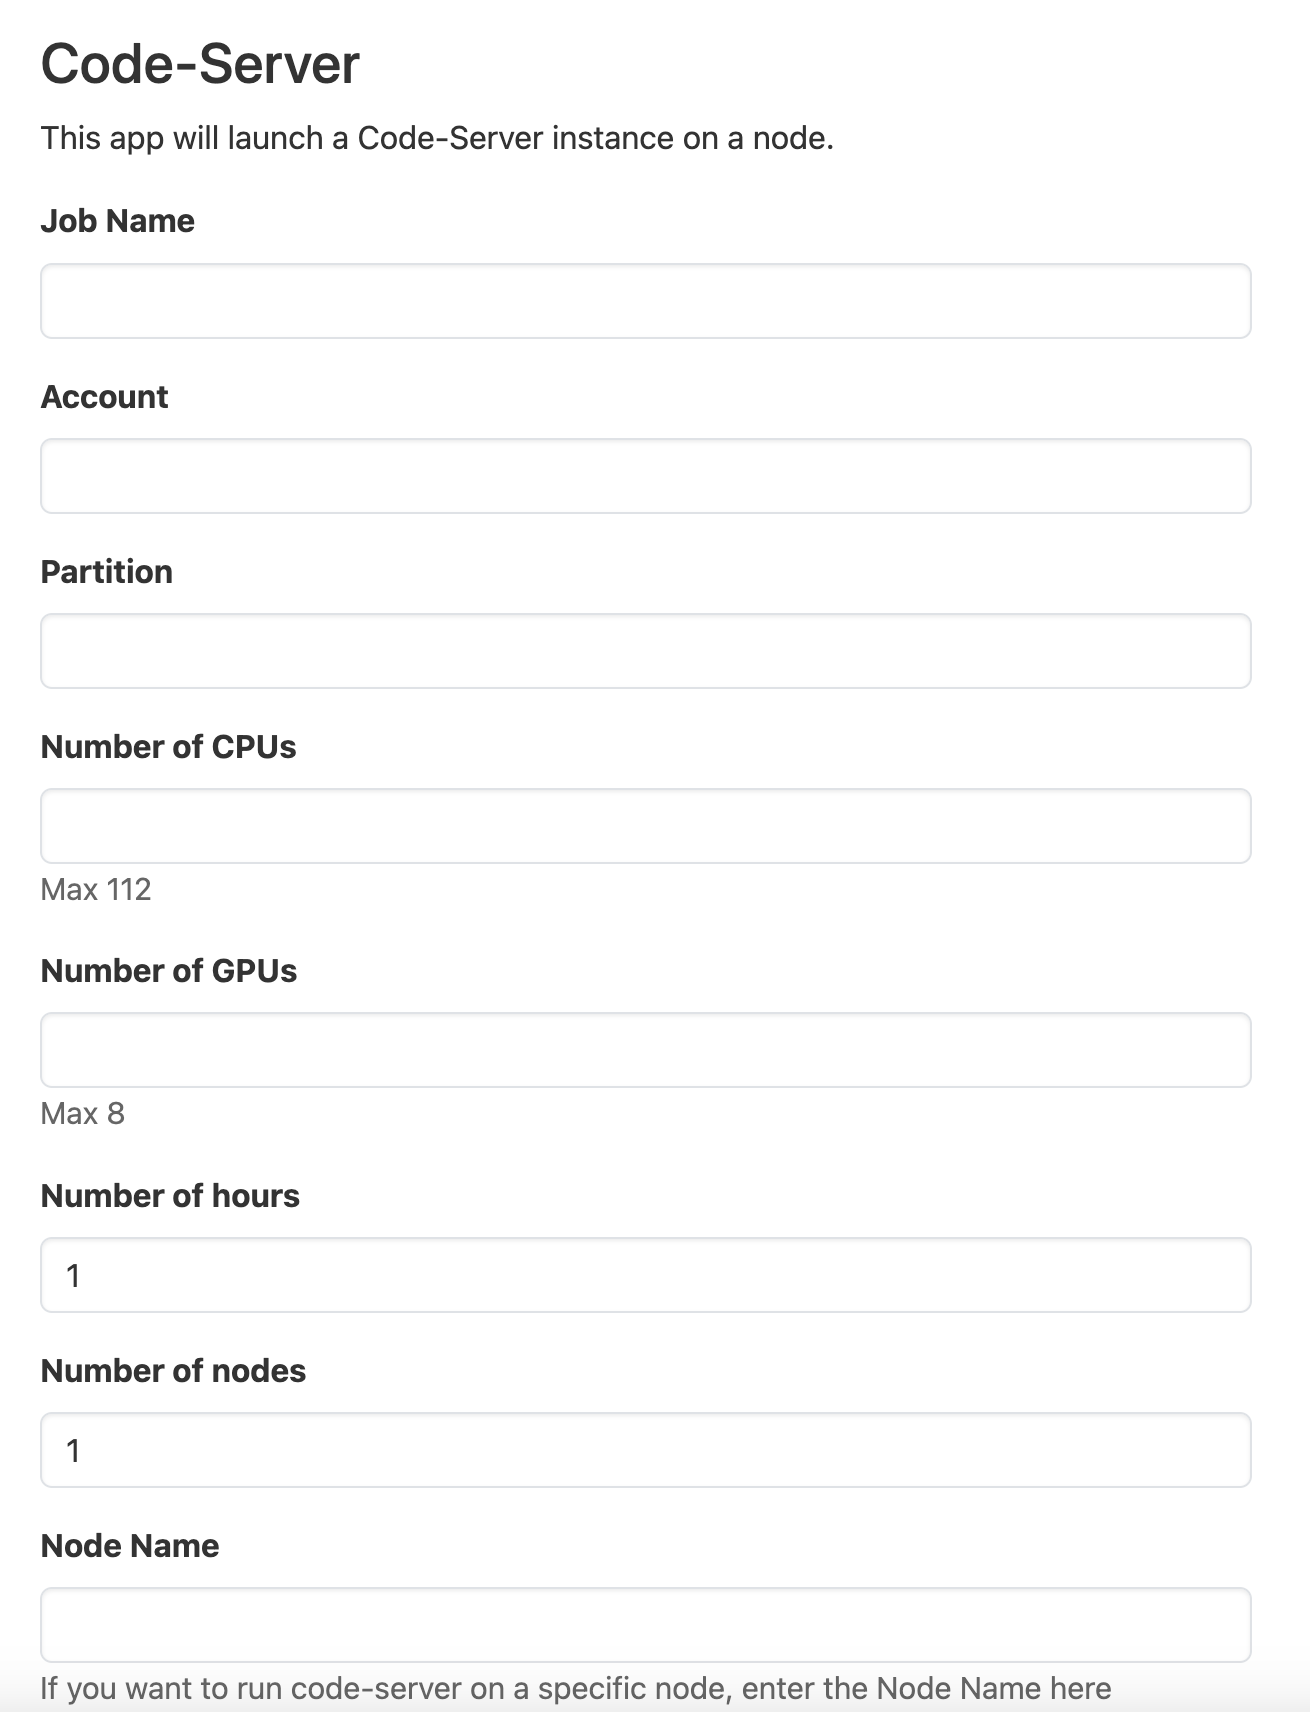 Code-Server
This app will launch a Code-Server instance on a node.
Job Name
Account
Partition
Number of CPUs
Max 112
Number of GPUs
Max 8
Number of hours
1
Number of nodes
1
Node Name
If you want to run code-server on a specific node, enter the Node Name here